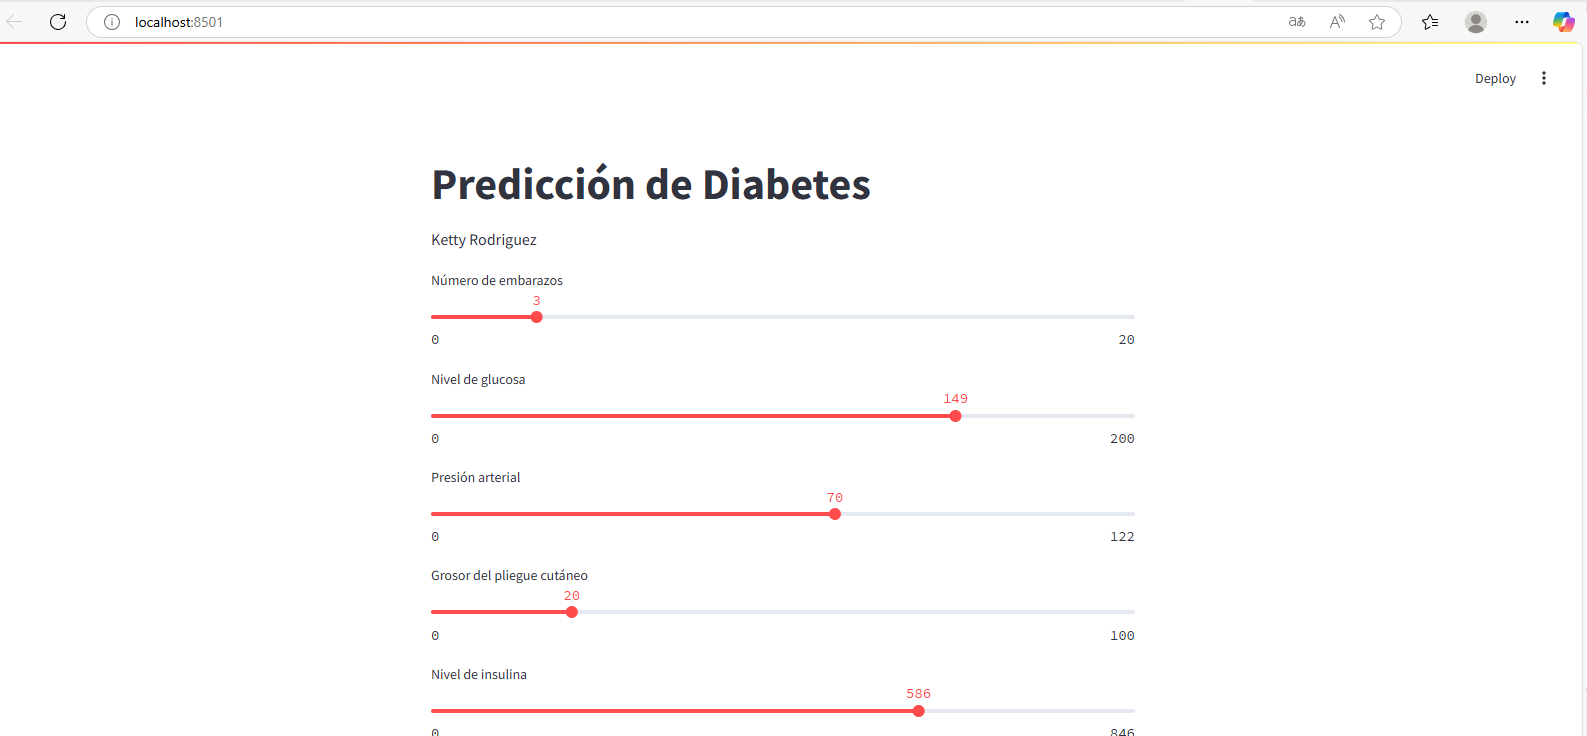 localhost:8501
Deploy
Predicción de Diabetes
Ketty Rodriguez
Número de embarazos
3
0 20
Nivel de glucosa
149
0 200
Presión arterial
70
0 122
Grosor del pliegue cutáneo
20
0 100
Nivel de insulina
586
0 846